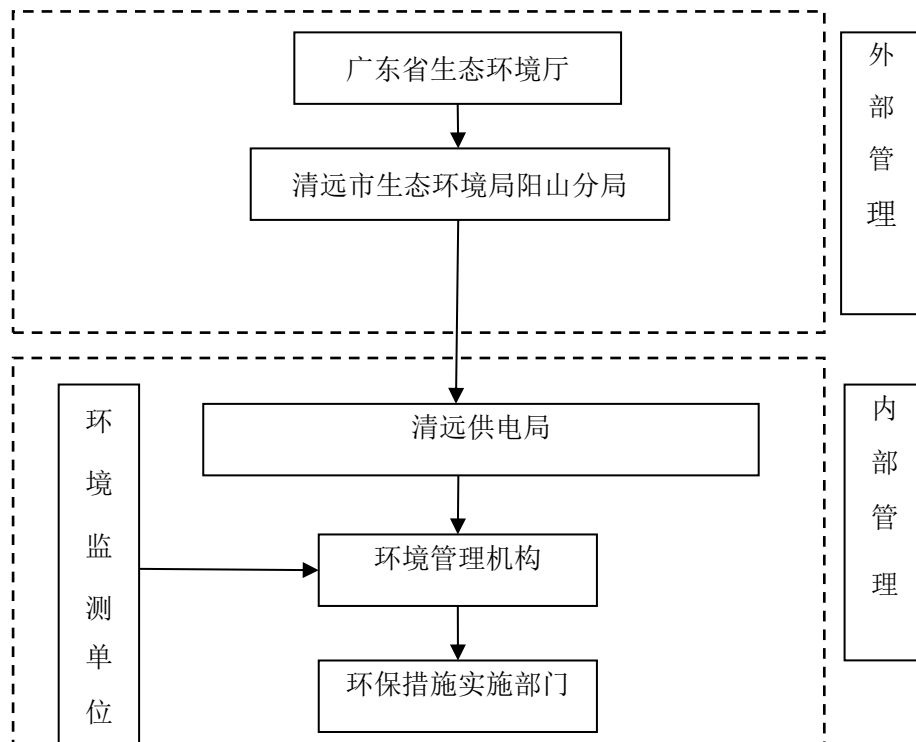 广东省生态环境厅
清远市生态环境局阳山分局
外部管理
清远供电局
环境管理机构
环保措施实施部门
环境监测单位
内部管理